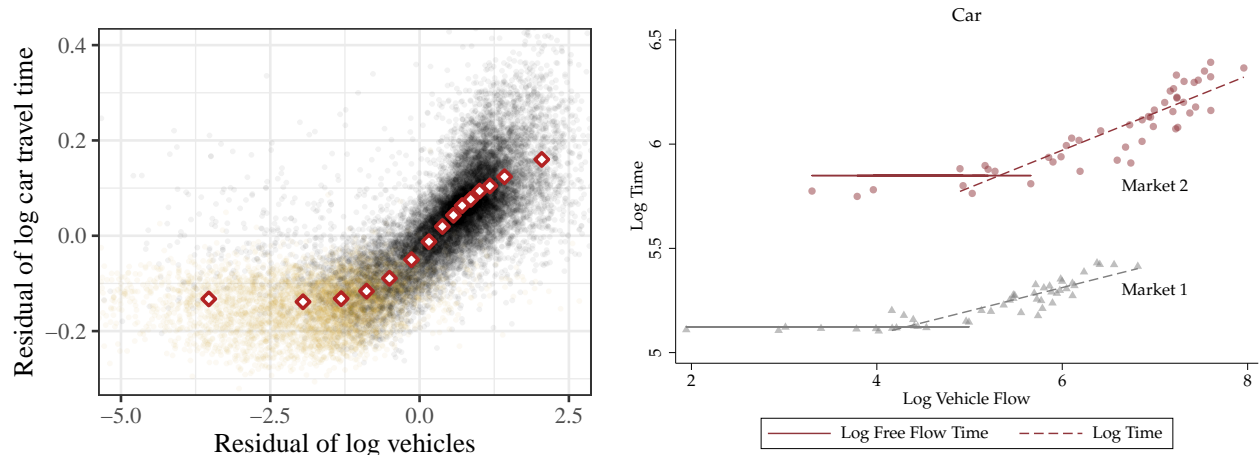 Residual of log car travel time
0.4
0.2
0.0
−0.2
−5.0
−2.5
0.0
2.5
Residual of log vehicles
Car
Log Time
6.5
6
5.5
5
Market 2
Market 1
2
4
6
8
Log Vehicle Flow
Log Free Flow Time
Log Time